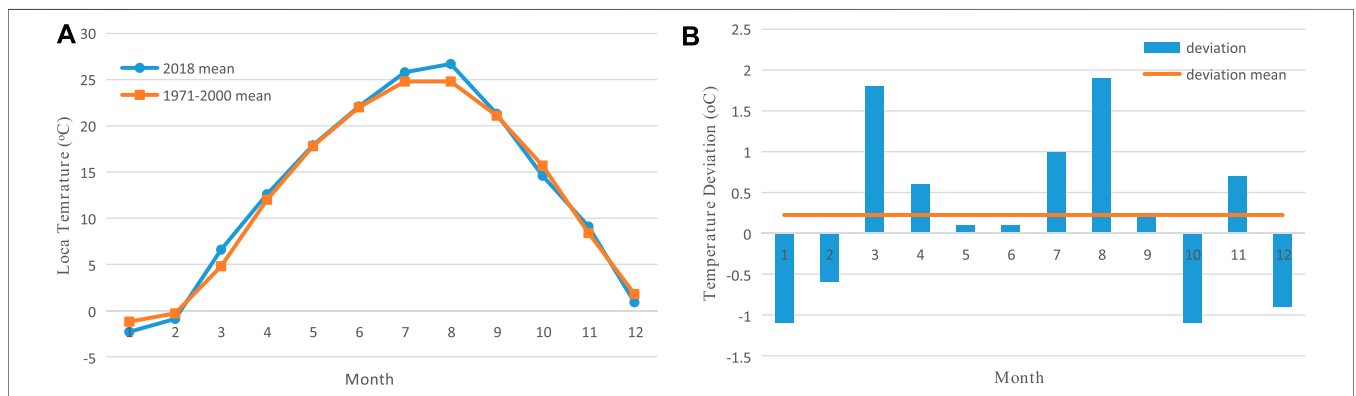 A
30
25
20
15
10
5
0
-5
Loca Temrature (°C)
2018 mean
1971-2000 mean
1 2 3 4 5 6 7 8 9 10 11 12
Month
B
2.5
2
1.5
1
0.5
0
-0.5
-1
-1.5
Temperature Deviation (oC)
deviation
deviation mean
1 2 3 4 5 6 7 8 9 10 11 12
Month